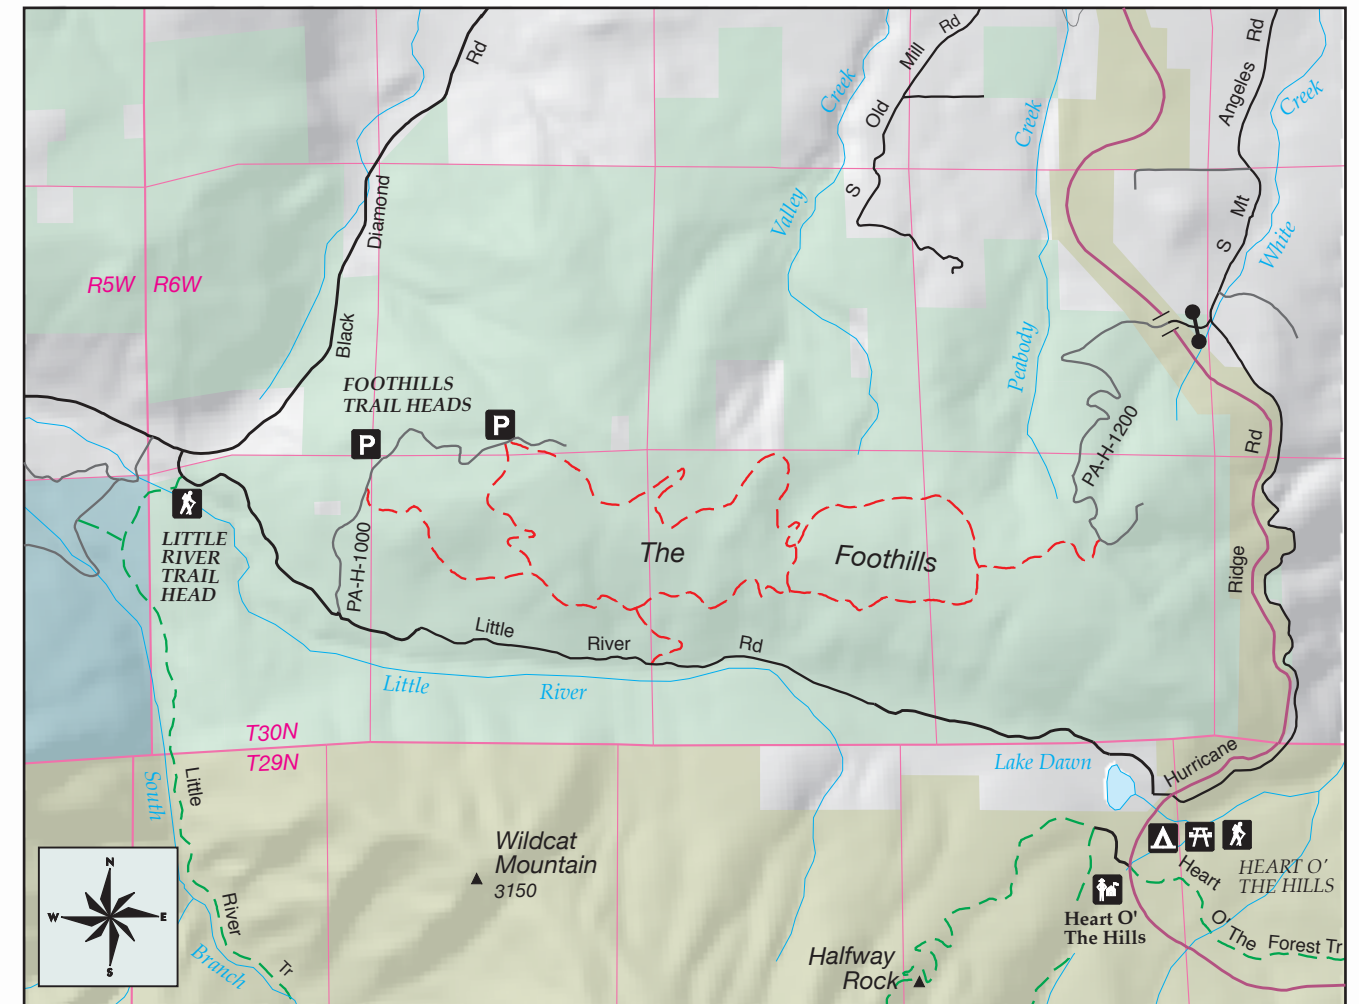 Rd
Mill
Rd
Rd
Angeles
Creek
Creek
Old
Creek
Diamond
S
Valley
Mt
S
White
R5W
R6W
Black
Peabody
FOOTHILLS
TRAIL HEADS
P
P
PA-H-1200
Rd
LITTLE
RIVER
TRAIL
HEAD
PA-H-1000
The
Foothills
Ridge
Little
River
Rd
Little
River
T30N
T29N
Lake Dawn
Hurricane
South
Little
Wildcat
Mountain
3150
N
W
E
S
River
Tr
Branch
Heart
HEART O'
THE HILLS
Heart O'
The Hills
O'
The
Forest Tr
Halfway
Rock